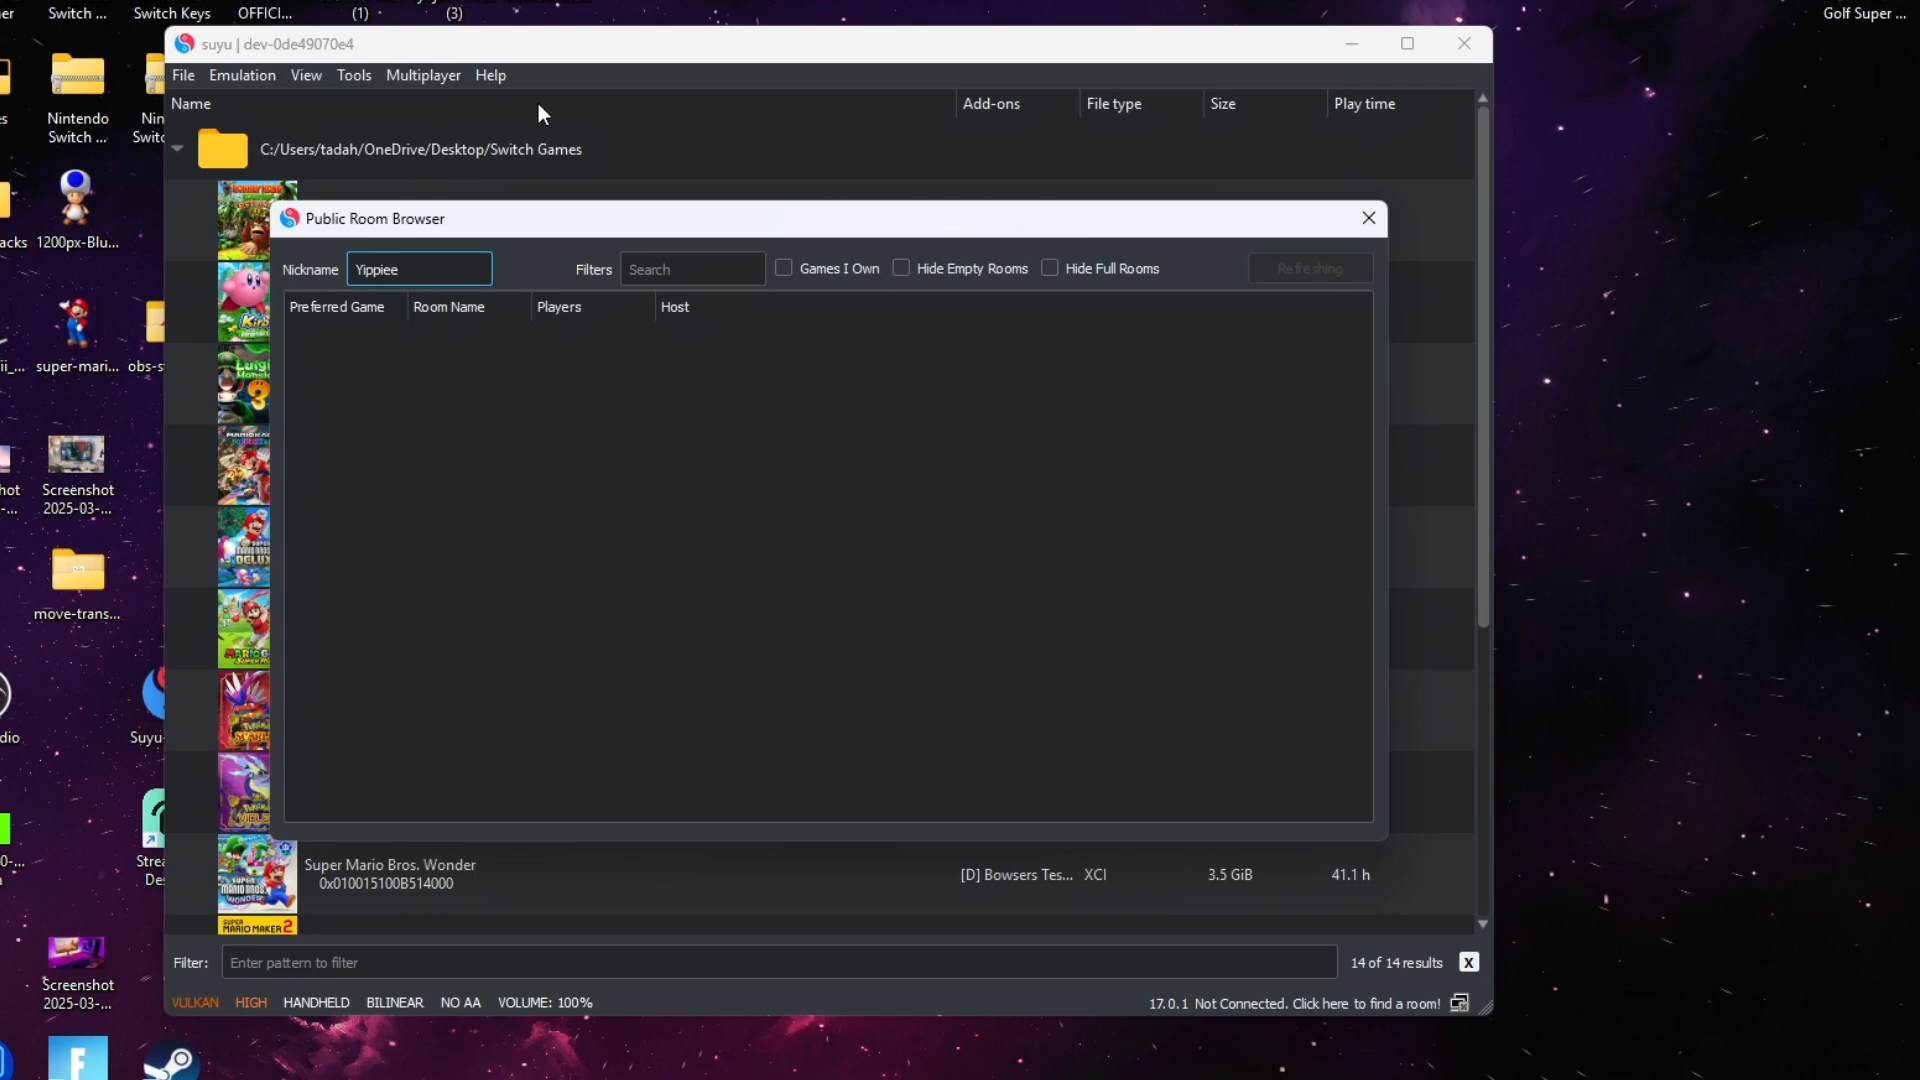 Switch ...
Switch Keys
OFFICI...
(1)
(3)
Golf Super ...
suyu | dev-0de49070e4
File Emulation View Tools Multiplayer Help
Name Add-ons File type Size Play time
C:/Users/tadah/OneDrive/Desktop/Switch Games
Nintendo
Switch ...
1200px-Blu...
super-mari...
Screenshot
2025-03-...
move-trans...
Suyu
Screenshot
2025-03-...
Public Room Browser
Nickname Yippiee Filters Search Games I Own Hide Empty Rooms Hide Full Rooms Refreshing
Preferred Game Room Name Players Host
Super Mario Bros. Wonder
0x010015100B514000
[D] Bowsers Tes... XCI 3.5 GiB 41.1 h
SUPER
MARIO MAKER 2
Filter: Enter pattern to filter 14 of 14 results X
VULKAN HIGH HANDHELD BILINEAR NO AA VOLUME: 100% 17.0.1 Not Connected. Click here to find a room!